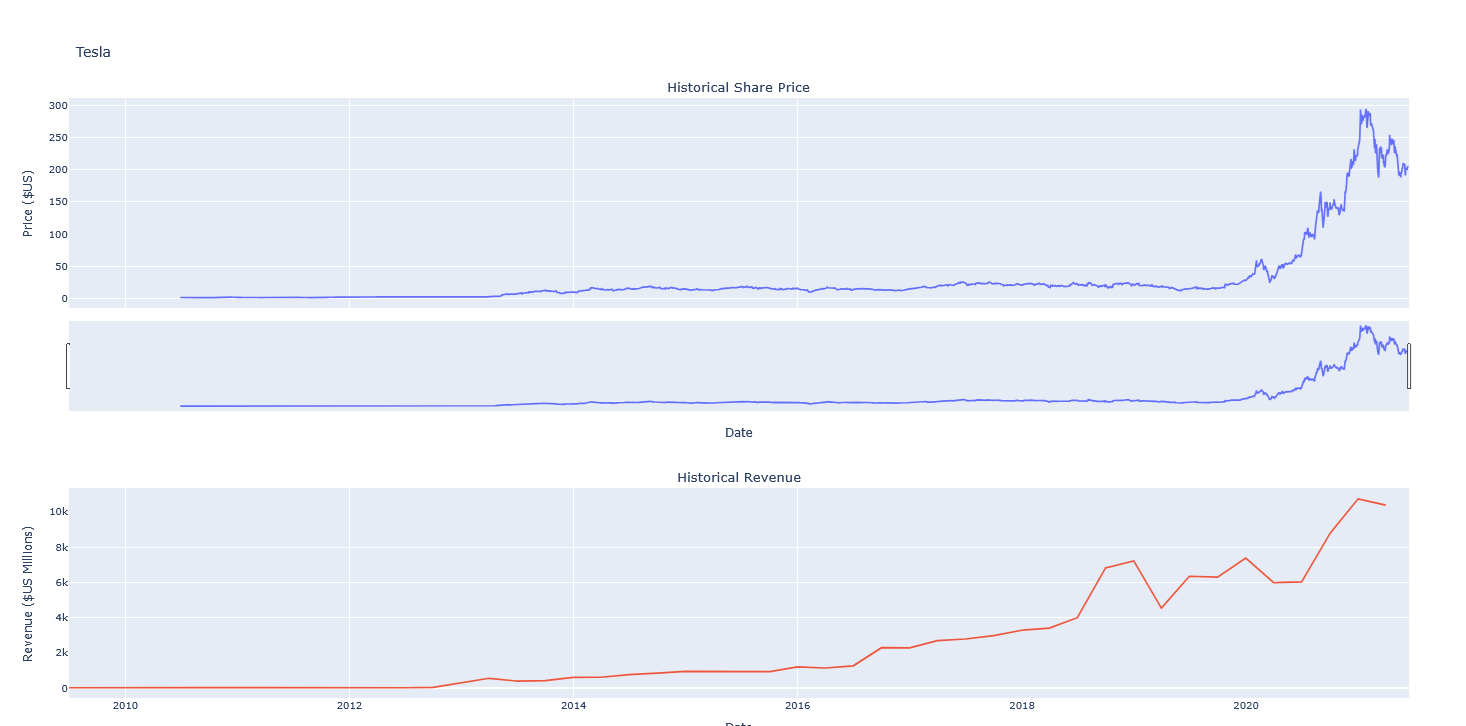 Tesla
Historical Share Price
300
250
200
150
100
50
0
Price ($US)
Date
Historical Revenue
10k
8k
6k
4k
2k
0
Revenue ($US Millions)
2010 2012 2014 2016 2018 2020
Date